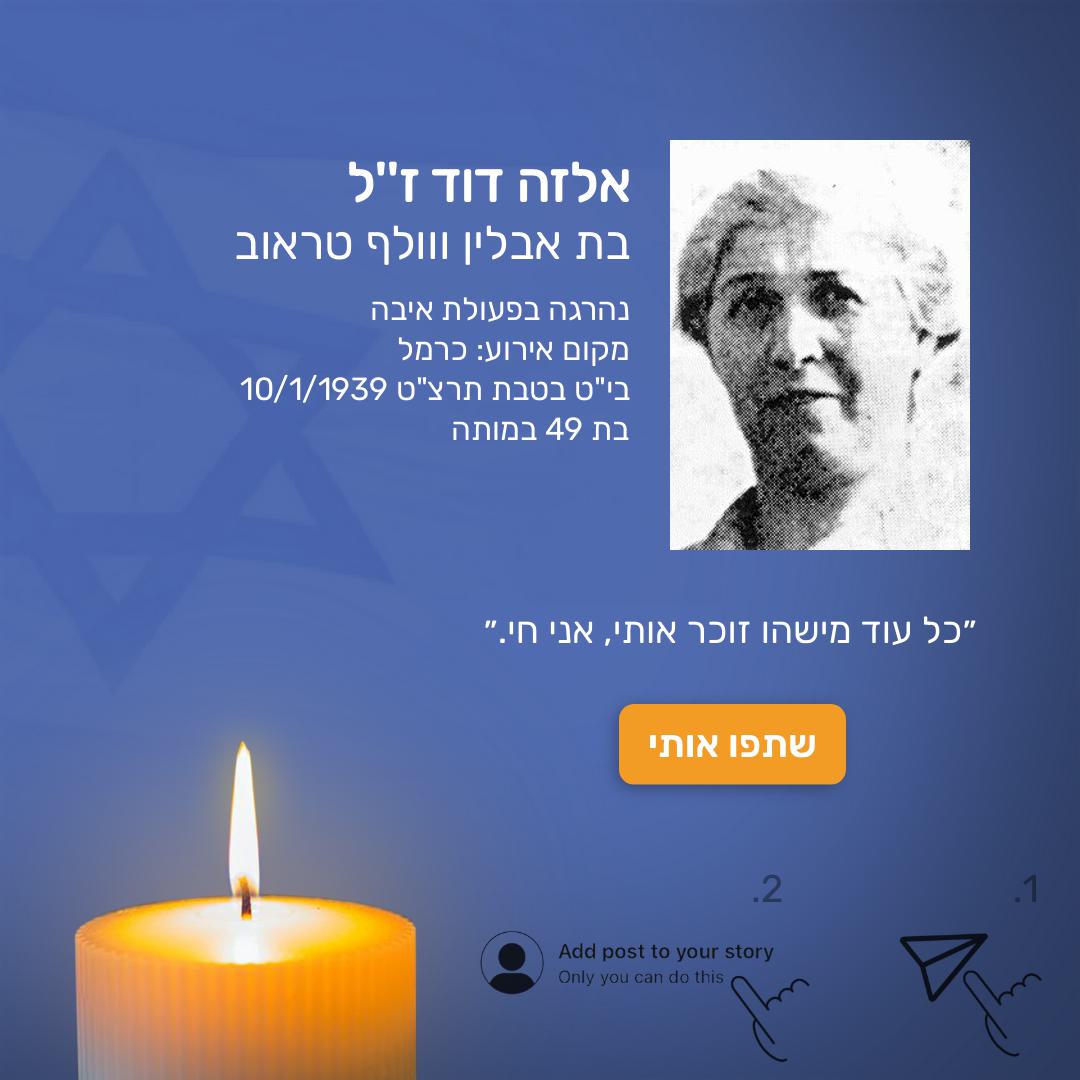 אלזה דוד ז"ל
בת אבלין ווולף טראוב
נהרגה בפעולת איבה
מקום אירוע: כרמל
בי"ט בטבת תרצ"ט 10/1/1939
בת 49 במותה
״כל עוד מישהו זוכר אותי, אני חי.״
שתפו אותי
1.
2.
Add post to your story
Only you can do this